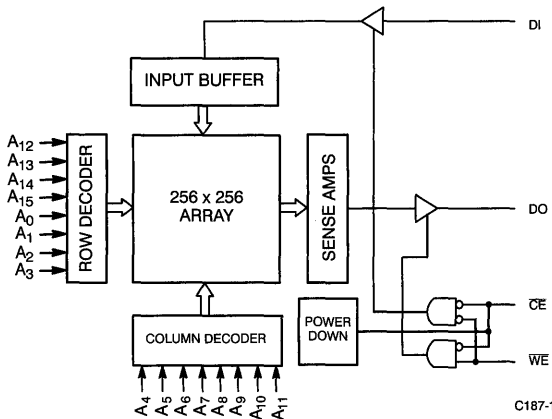 DI
INPUT BUFFER
A12
A13
A14
A15
A0
A1
A2
A3
ROW DECODER
256 x 256
ARRAY
SENSE AMPS
DO
COLUMN DECODER
POWER
DOWN
CE
WE
A4
A5
A6
A7
A8
A9
A10
A11
C187-1